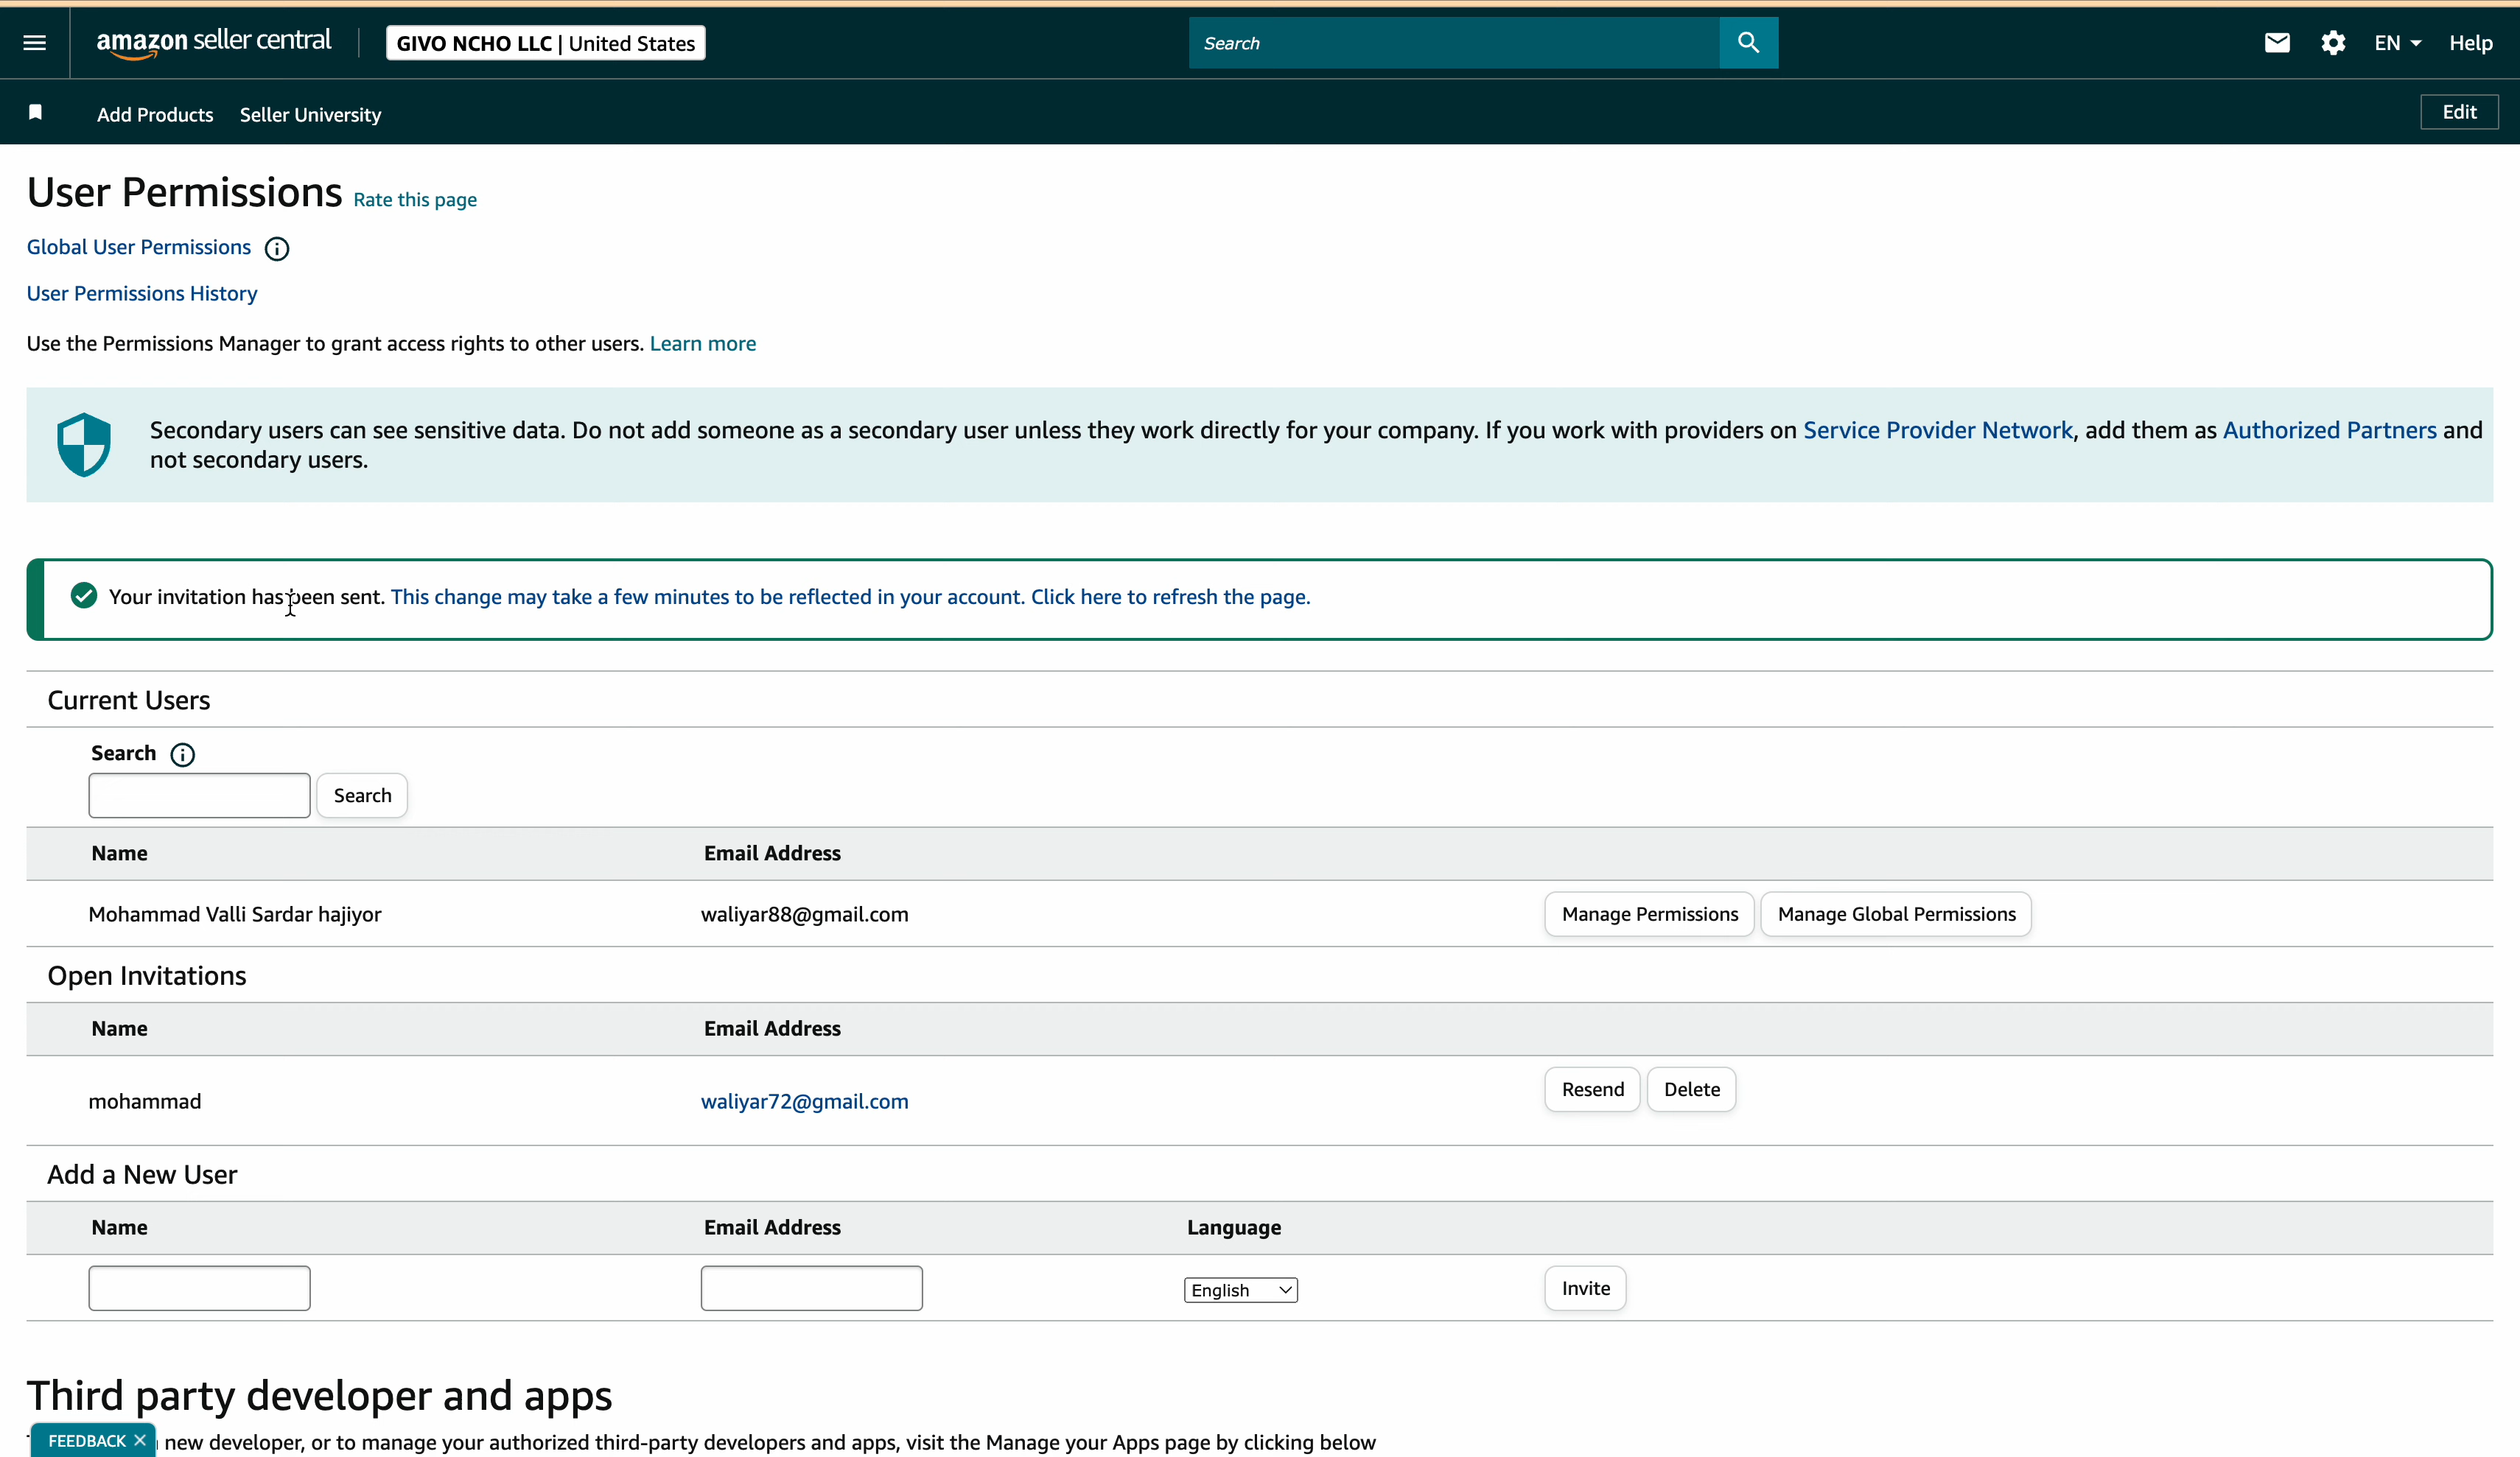 amazon seller central
GIVO NCHO LLC | United States
Search
EN
Help
Add Products
Seller University
Edit
User Permissions Rate this page
Global User Permissions
User Permissions History
Use the Permissions Manager to grant access rights to other users. Learn more
Secondary users can see sensitive data. Do not add someone as a secondary user unless they work directly for your company. If you work with providers on Service Provider Network, add them as Authorized Partners and
not secondary users.
Your invitation has been sent. This change may take a few minutes to be reflected in your account. Click here to refresh the page.
Current Users
Search
Search
Name Email Address
Mohammad Valli Sardar hajiyor waliyar88@gmail.com Manage Permissions Manage Global Permissions
Open Invitations
Name Email Address
mohammad waliyar72@gmail.com Resend Delete
Add a New User
Name Email Address Language
English Invite
Third party developer and apps
FEEDBACK new developer, or to manage your authorized third-party developers and apps, visit the Manage your Apps page by clicking below